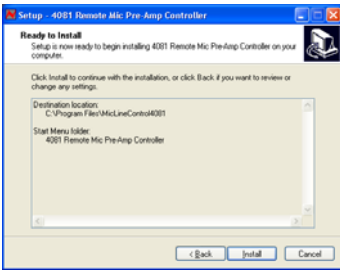 Setup - 4081 Remote Mic Pre-Amp Controller
Ready to Install
Setup is now ready to begin installing 4081 Remote Mic Pre-Amp Controller on your
computer.
Click Install to continue with the installation, or click Back if you want to review or
change any settings.
Destination location:
C:\Program Files\MicLineControl4081
Start Menu folder:
4081 Remote Mic Pre-Amp Controller
< Back
Install
Cancel